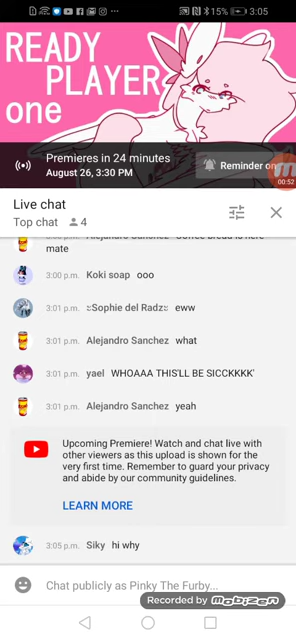 15% 3:05
READY
PLAYER
one
Premieres in 24 minutes
August 26, 3:30 PM
Reminder on
00:52
Live chat
Top chat 4
mate
3:00 p.m. Koki soap ooo
3:01 p.m. ::Sophie del Radz:: eww
3:01 p.m. Alejandro Sanchez what
3:01 p.m. yael WHOAAA THIS'LL BE SICCKKKK'
3:01 p.m. Alejandro Sanchez yeah
Upcoming Premiere! Watch and chat live with
other viewers as this upload is shown for the
very first time. Remember to guard your privacy
and abide by our community guidelines.
LEARN MORE
3:05 p.m. Siky hi why
Chat publicly as Pinky The Furby...
Recorded by mobizen